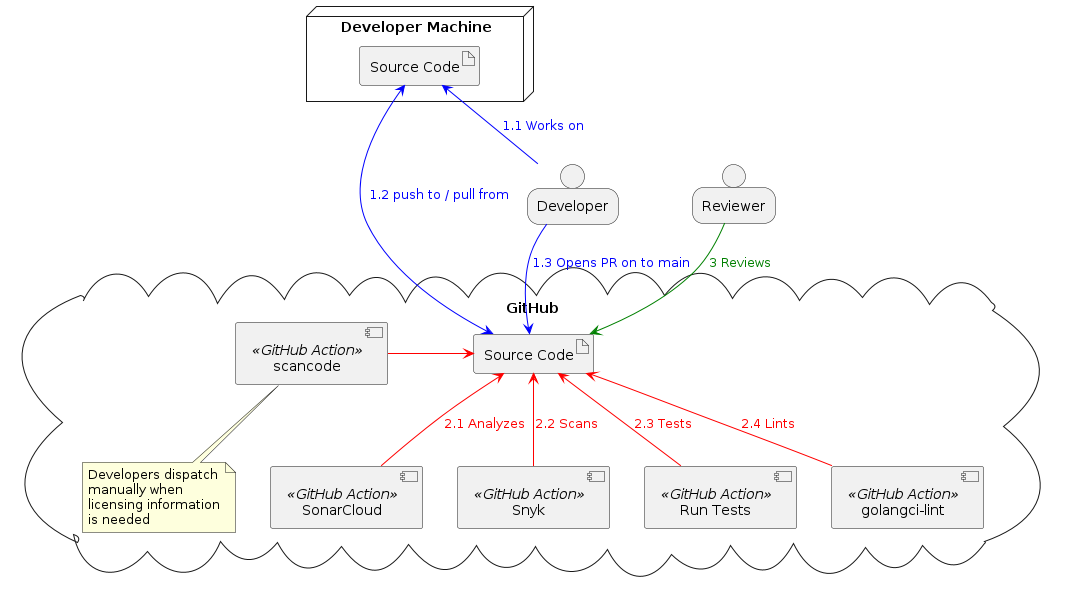 Developer Machine
Source Code
1.1 Works on
1.2 push to / pull from
Developer
Reviewer
1.3 Opens PR on to main
3 Reviews
GitHub
«GitHub Action»
scancode
Source Code
2.1 Analyzes
2.2 Scans
2.3 Tests
2.4 Lints
Developers dispatch
manually when
licensing information
is needed
«GitHub Action»
SonarCloud
«GitHub Action»
Snyk
«GitHub Action»
Run Tests
«GitHub Action»
golangci-lint